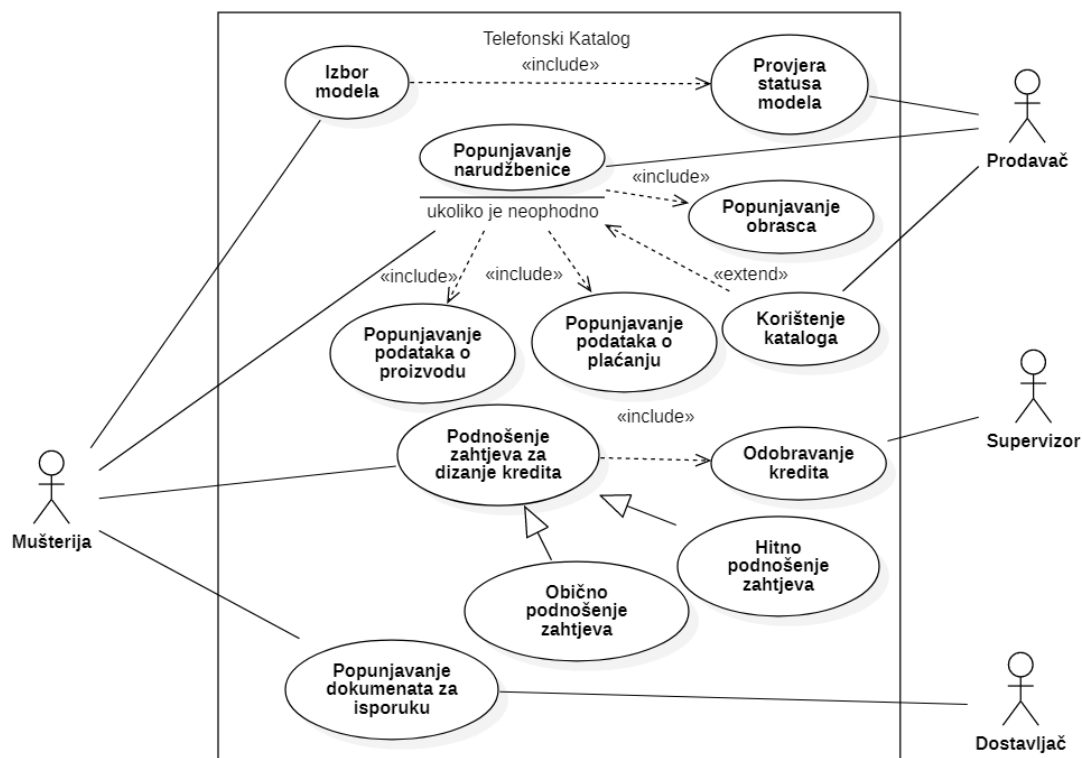 Telefonski Katalog
Izbor
modela
«include»
Provjera
statusa
modela
Prodavač
Popunjavanje
narudžbenice
ukoliko je neophodno
«include»
Popunjavanje
obrasca
«include»
«include»
«extend»
Popunjavanje
podataka o
proizvodu
Popunjavanje
podataka o
plaćanju
Korištenje
kataloga
Podnošenje
zahtjeva za
dizanje kredita
«include»
Odobravanje
kredita
Supervizor
Mušterija
Hitno
podnošenje
zahtjeva
Obično
podnošenje
zahtjeva
Popunjavanje
dokumenata za
isporuku
Dostavljač